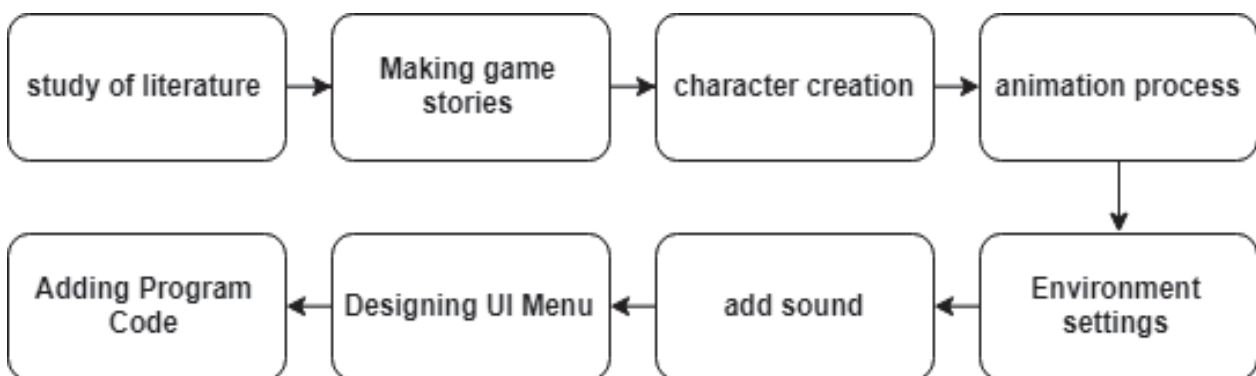 study of literature
Making game
stories
character creation
animation process
Environment
settings
add sound
Designing UI Menu
Adding Program
Code